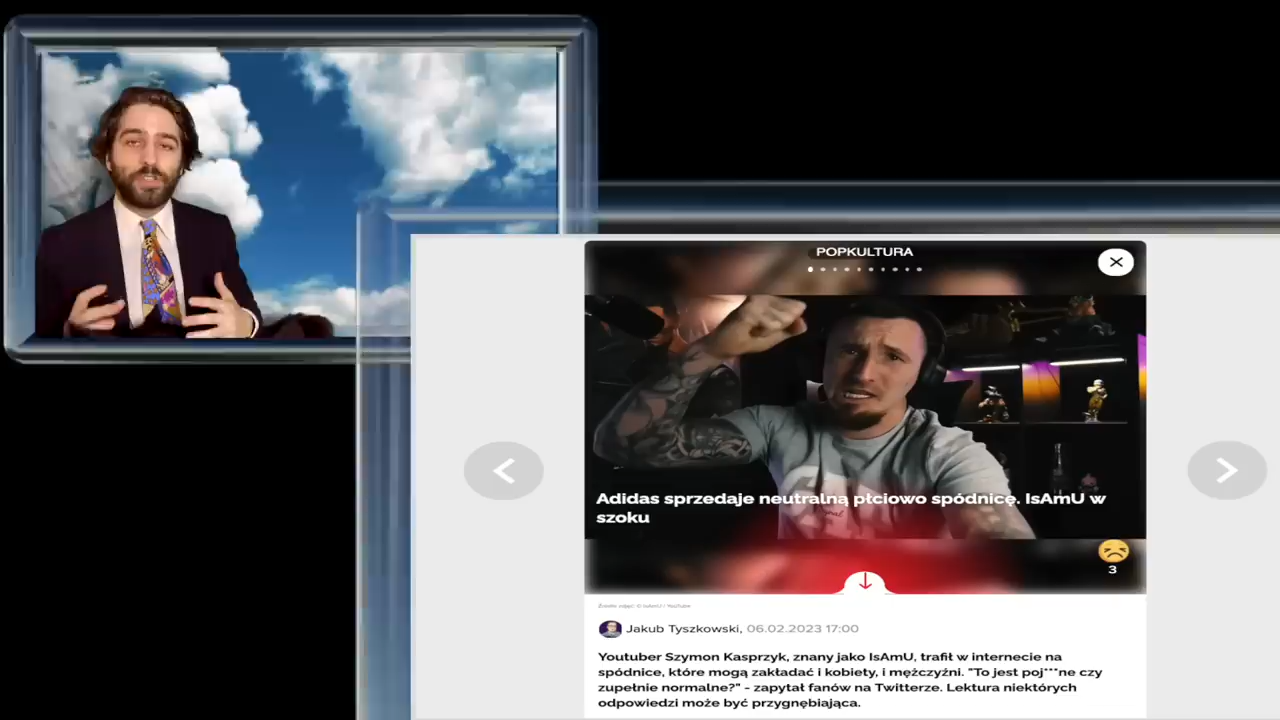 POPKULTURA
Adidas sprzedaje neutralną płciowo spódnicę. IsAmU w
szoku
3
Źródło zdjęć: © IsAmU / YouTube
Jakub Tyszkowski, 06.02.2023 17:00
Youtuber Szymon Kasprzyk, znany jako IsAmU, trafił w internecie na
spódnice, które mogą zakładać i kobiety, i mężczyźni. "To jest poj***ne czy
zupełnie normalne?" - zapytał fanów na Twitterze. Lektura niektórych
odpowiedzi może być przygnębiająca.